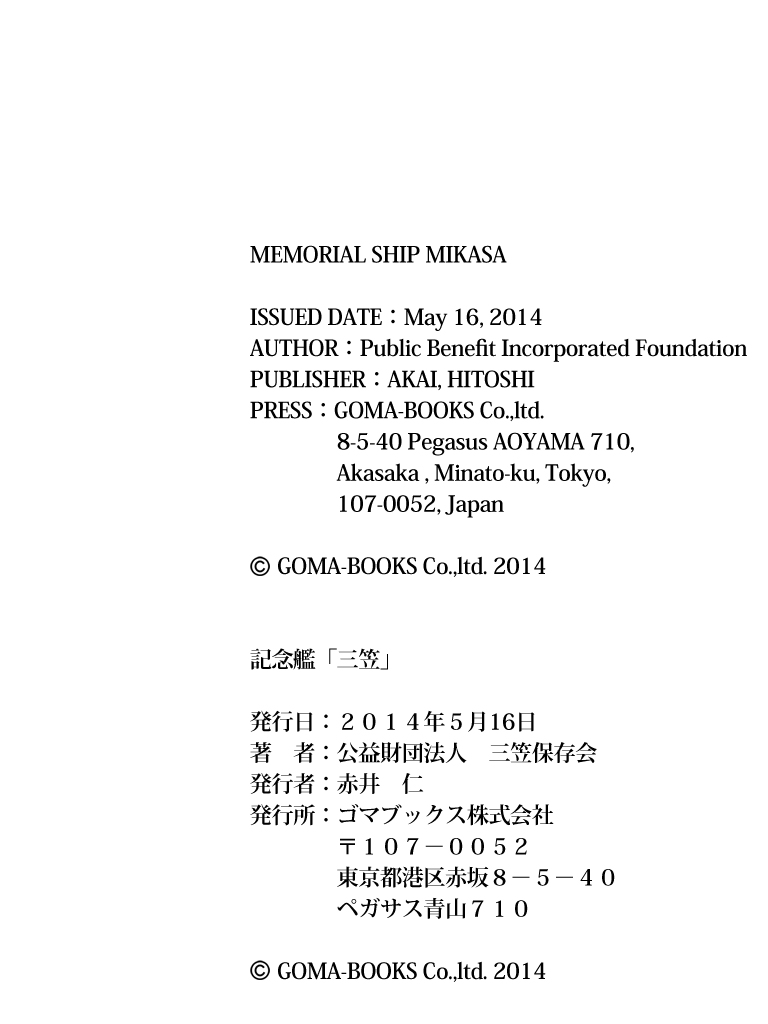 MEMORIAL SHIP MIKASA
ISSUED DATE：May 16, 2014
AUTHOR：Public Benefit Incorporated Foundation
PUBLISHER：AKAI, HITOSHI
PRESS：GOMA-BOOKS Co.,ltd.
8-5-40 Pegasus AOYAMA 710,
Akasaka , Minato-ku, Tokyo,
107-0052, Japan
© GOMA-BOOKS Co.,ltd. 2014
記念艦「三笠」
発行日：２０１４年５月16日
著　者：公益財団法人　三笠保存会
発行者：赤井　仁
発行所：ゴマブックス株式会社
〒１０７－００５２
東京都港区赤坂８－５－４０
ペガサス青山７１０
© GOMA-BOOKS Co.,ltd. 2014